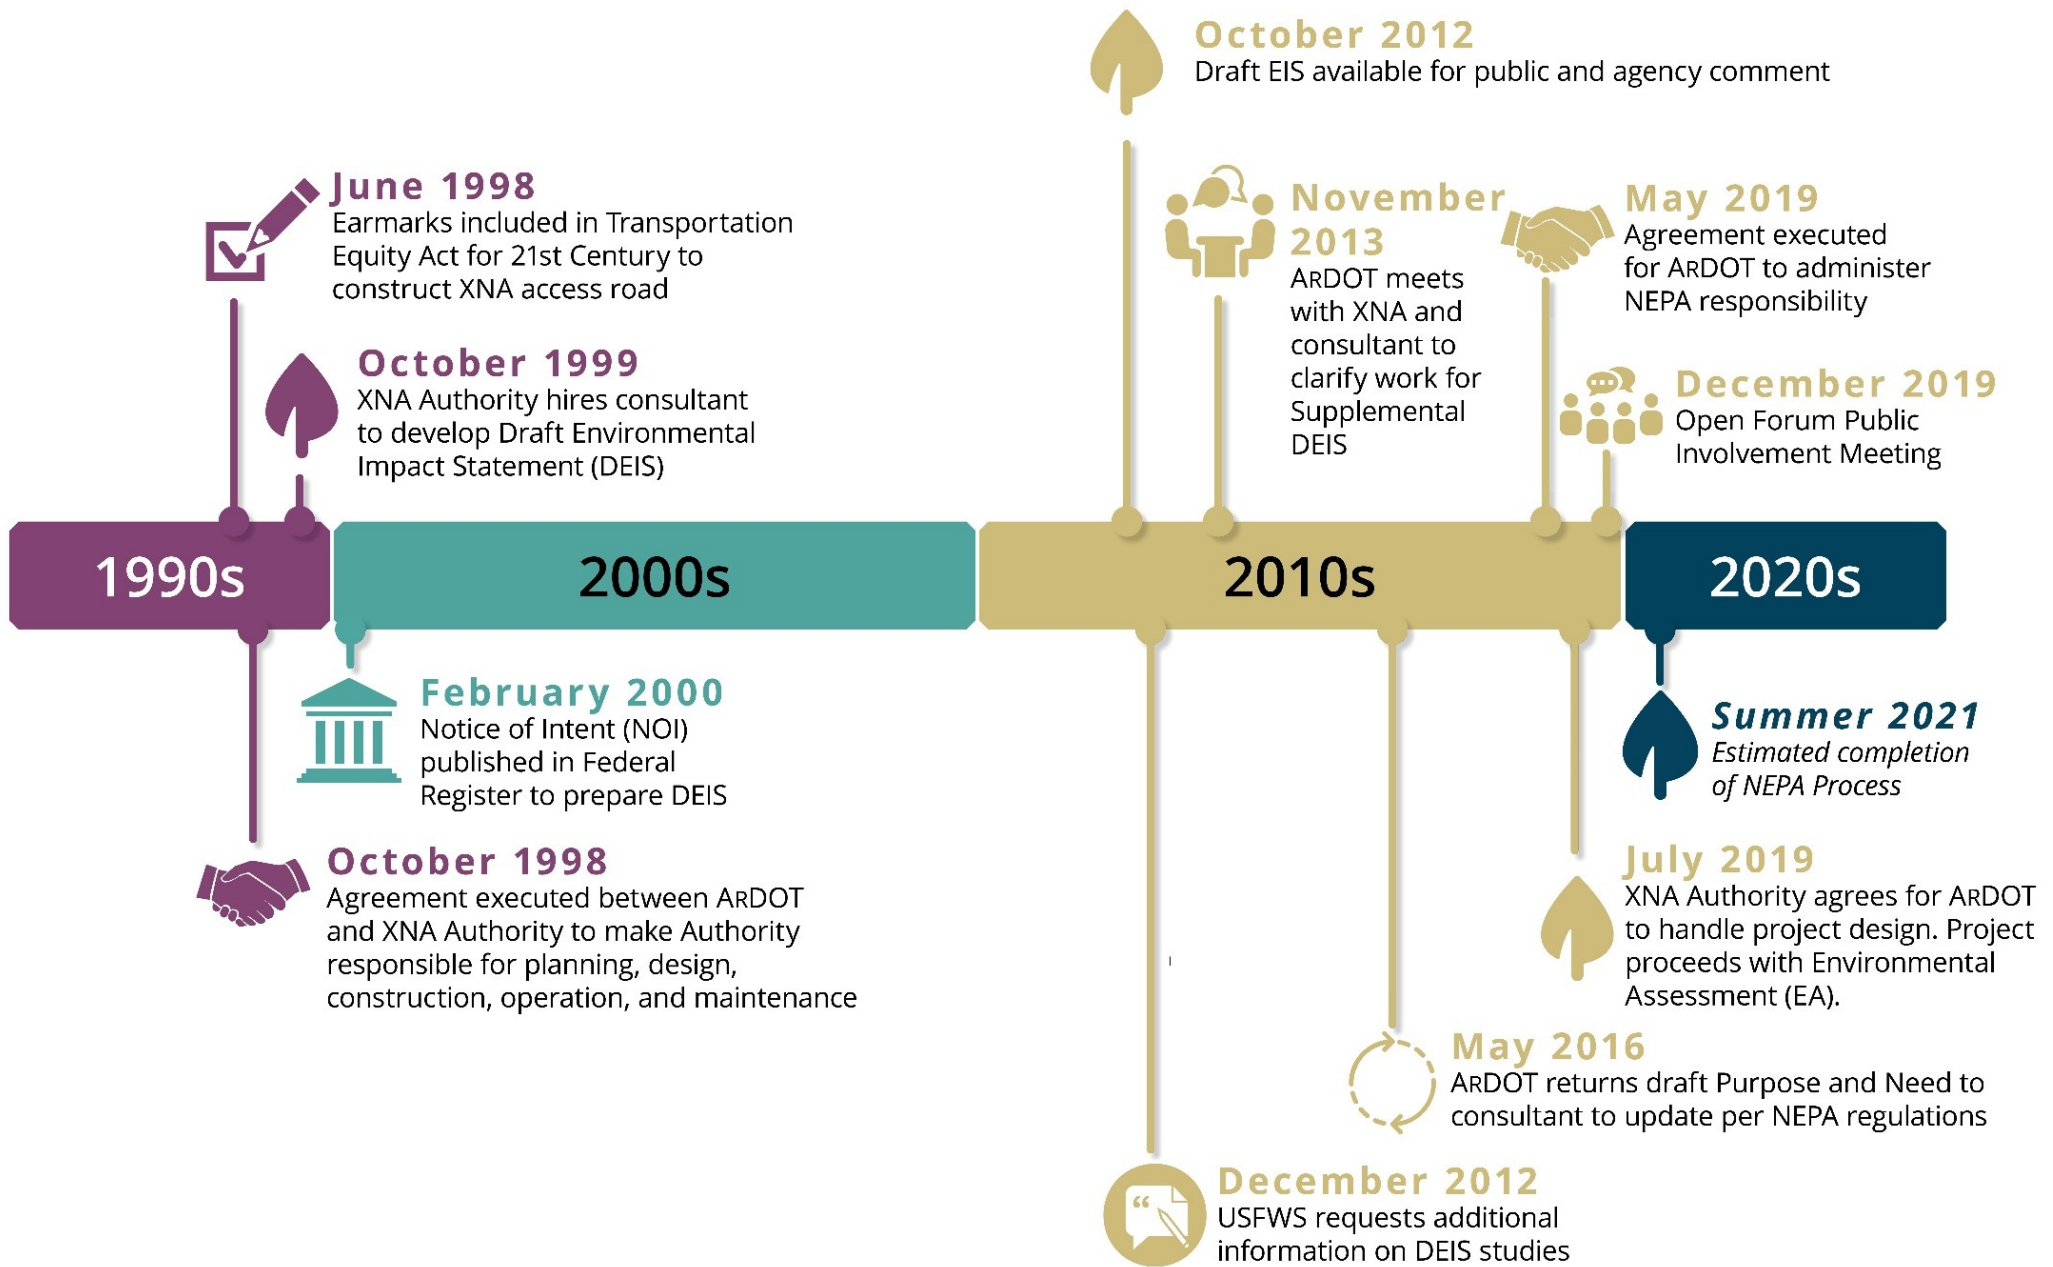 October 2012
Draft EIS available for public and agency comment
June 1998
Earmarks included in Transportation
Equity Act for 21st Century to
construct XNA access road
October 1999
XNA Authority hires consultant
to develop Draft Environmental
Impact Statement (DEIS)
November
2013
ARDOT meets
with XNA and
consultant to
clarify work for
Supplemental
DEIS
May 2019
Agreement executed
for ARDOT to administer
NEPA responsibility
December 2019
Open Forum Public
Involvement Meeting
1990s
2000s
2010s
2020s
February 2000
Notice of Intent (NOI)
published in Federal
Register to prepare DEIS
Summer 2021
Estimated completion
of NEPA Process
October 1998
Agreement executed between ARDOT
and XNA Authority to make Authority
responsible for planning, design,
construction, operation, and maintenance
July 2019
XNA Authority agrees for ARDOT
to handle project design. Project
proceeds with Environmental
Assessment (EA).
May 2016
ARDOT returns draft Purpose and Need to
consultant to update per NEPA regulations
December 2012
USFWS requests additional
information on DEIS studies